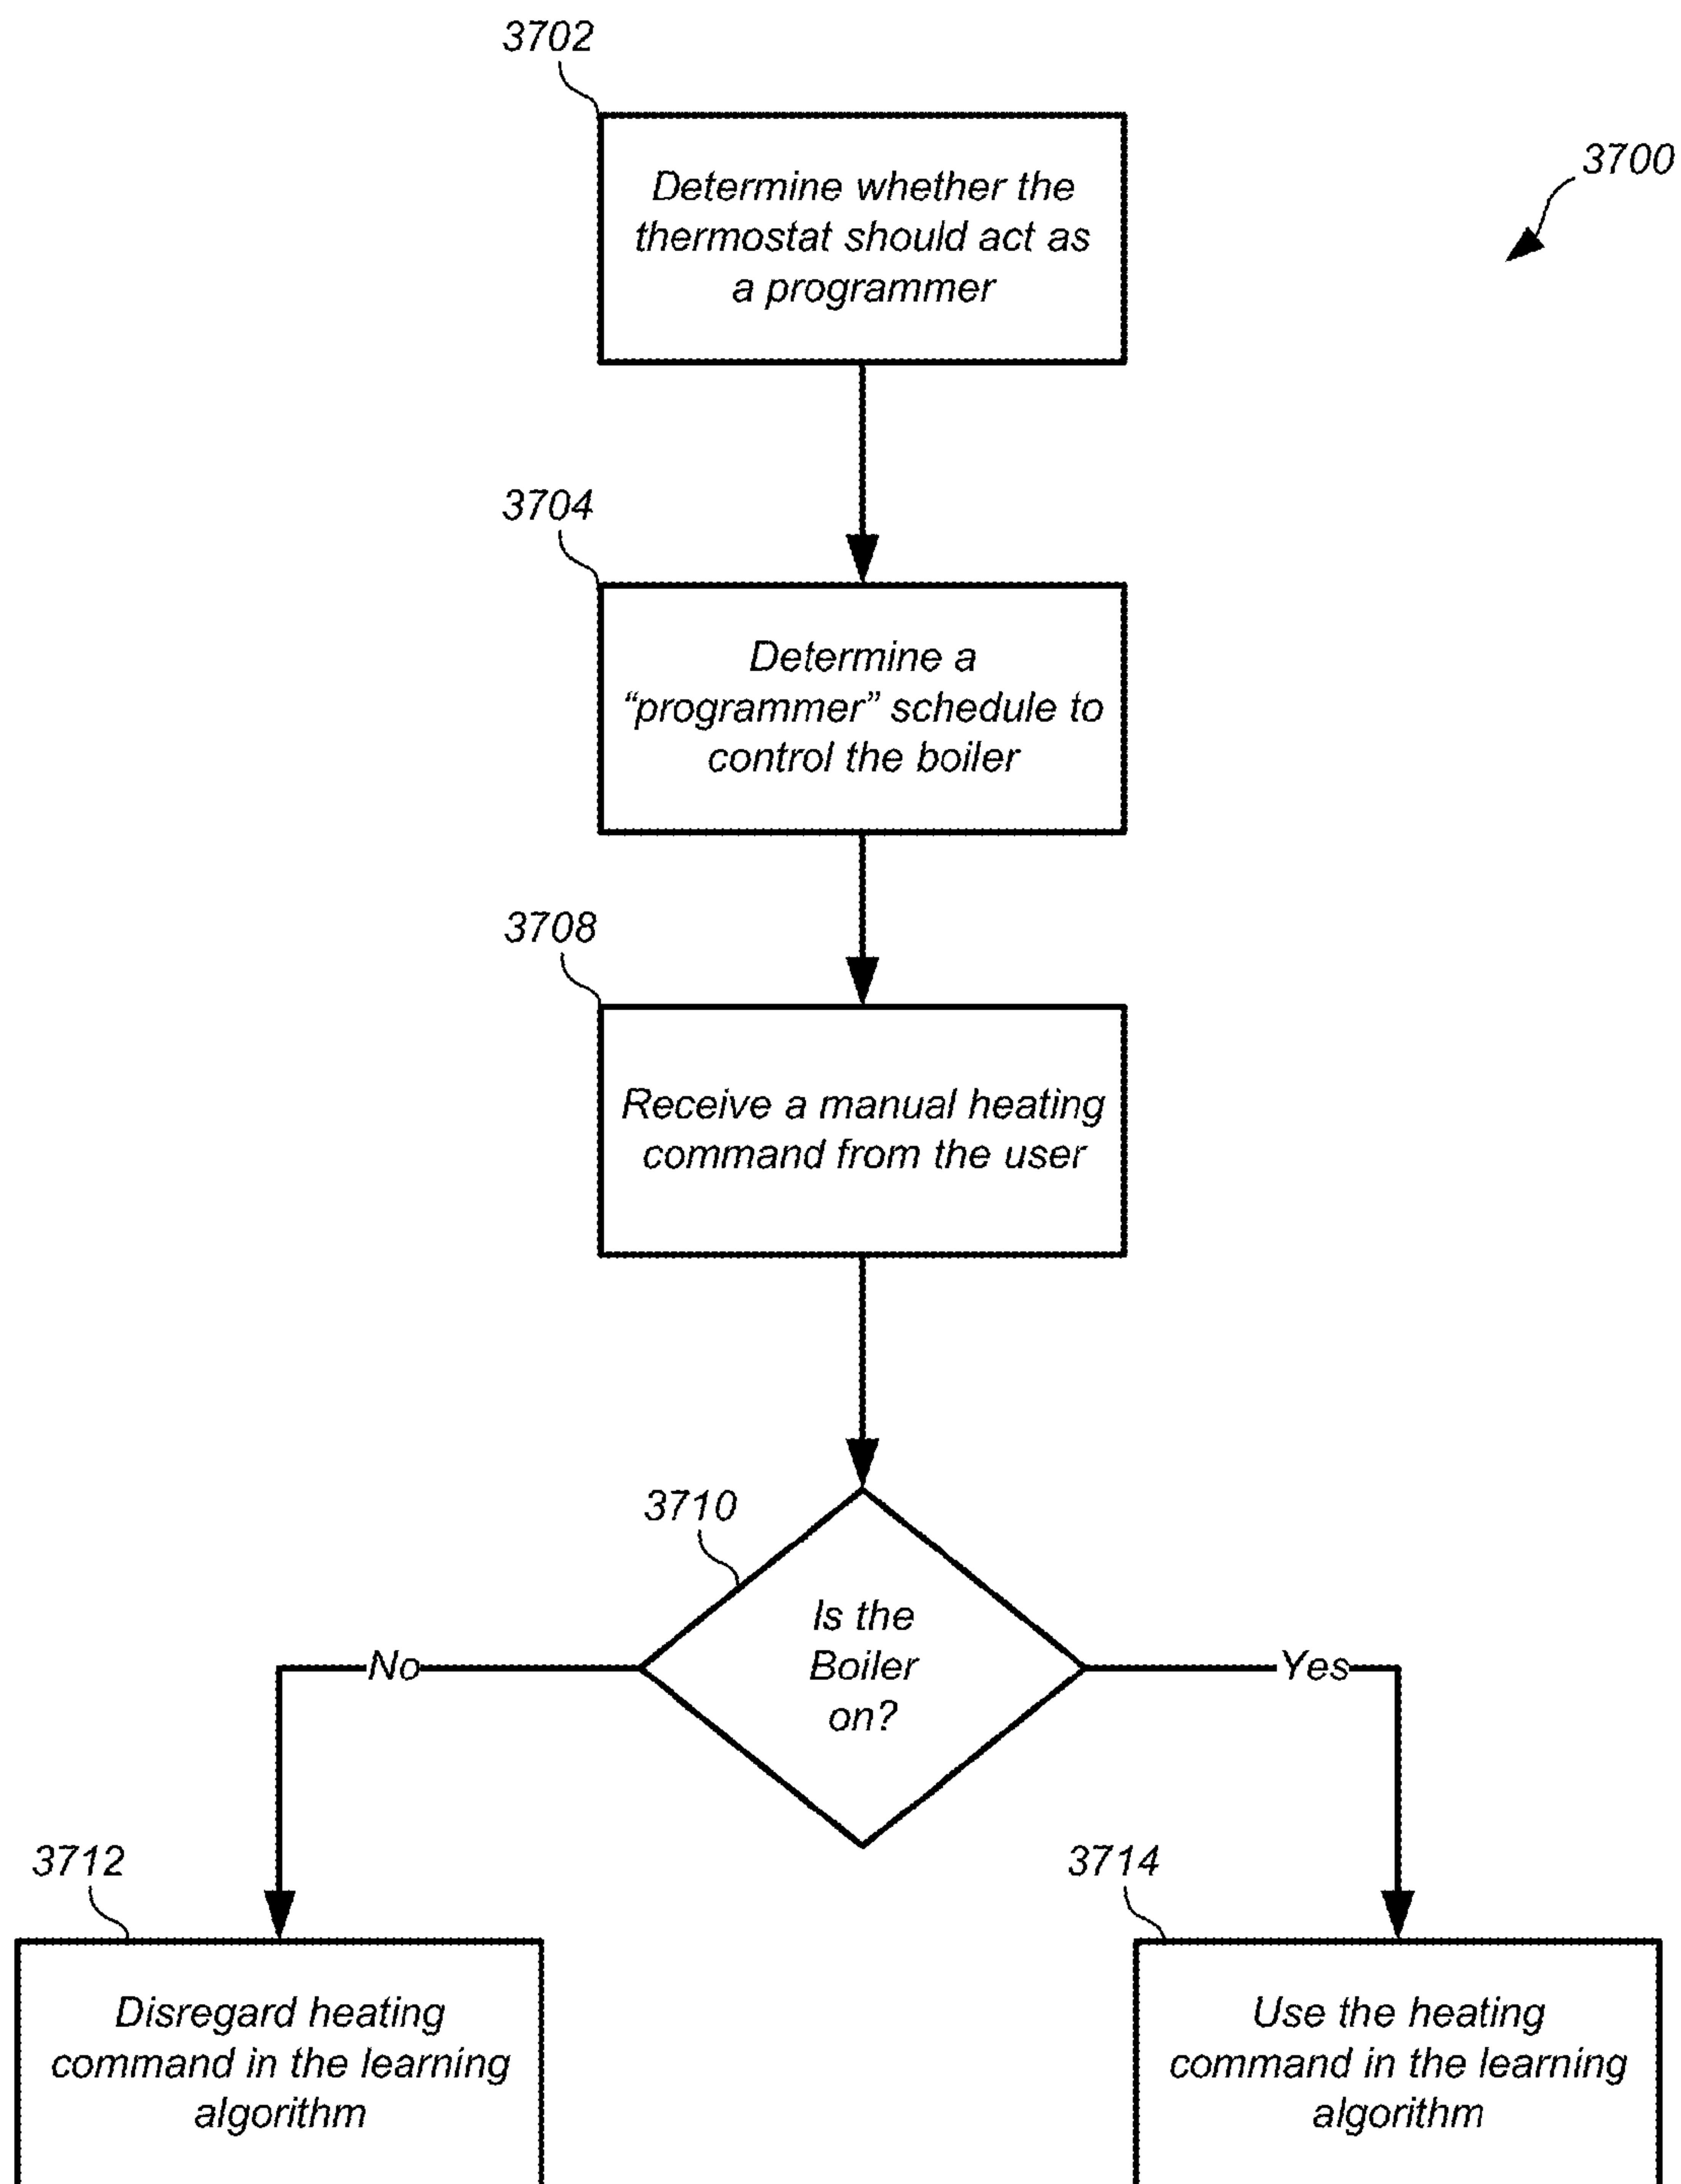 3702
3700
Determine whether the
thermostat should act as
a programmer
3704
Determine a
“programmer” schedule to
control the boiler
3708
Receive a manual heating
command from the user
3710
Is the
Boiler
on?
No
Yes
3712
3714
Disregard heating
command in the learning
algorithm
Use the heating
command in the learning
algorithm